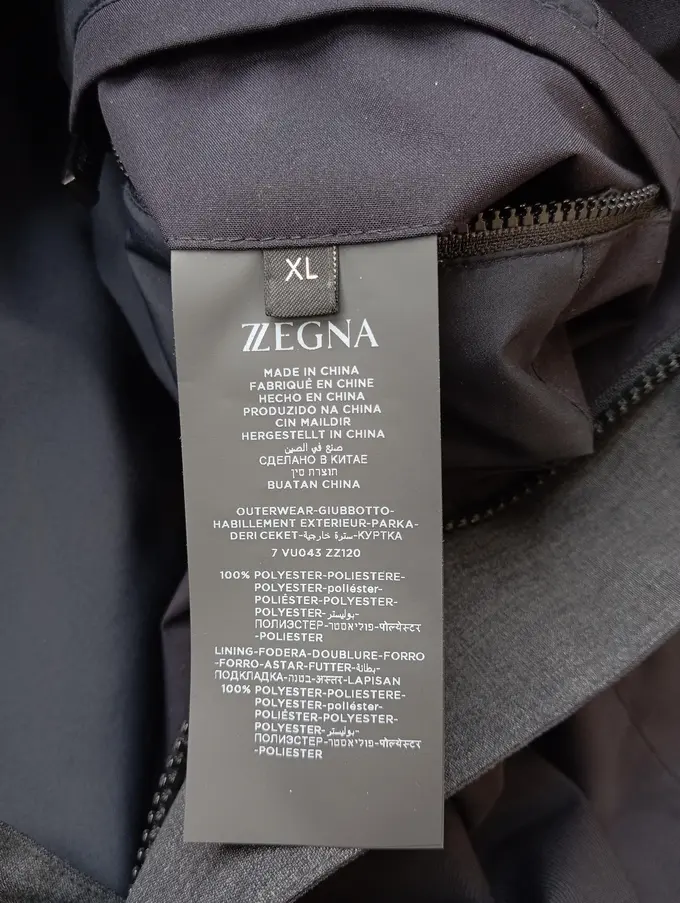 XL
ZZEGNA
MADE IN CHINA
FABRIQUÉ EN CHINE
HECHO EN CHINA
PRODUZIDO NA CHINA
CIN MAILDIR
HERGESTELLT IN CHINA
صنع في الصين
СДЕЛАНО В КИТАЕ
תוצרת סין
BUATAN CHINA
OUTERWEAR-GIUBBOTTO-
HABILLEMENT EXTERIEUR-PARKA-
DERI CEKET-سترة خارجية-КУРТКА
7 VU043 ZZ120
100% POLYESTER-POLIESTERE-
POLYESTER-poliéster-
POLIÉSTER-POLYESTER-
POLYESTER-بوليستر-
ПОЛИЭСТЕР-פוליאסטר-पोल्येस्टर
-POLIESTER
LINING-FODERA-DOUBLURE-FORRO
-FORRO-ASTAR-FUTTER-بطانة-
ПОДКЛАДКА-בטנה-अस्तर-LAPISAN
100% POLYESTER-POLIESTERE-
POLYESTER-poliéster-
POLIÉSTER-POLYESTER-
POLYESTER-بوليستر-
ПОЛИЭСТЕР-פוליאסטר-पोल्येस्टर
-POLIESTER